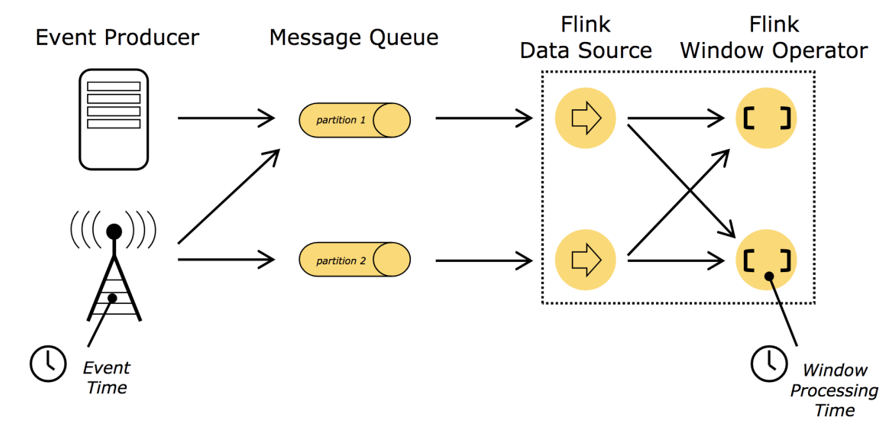 Event Producer
Message Queue
Flink
Data Source
Flink
Window Operator
partition 1
partition 2
Event
Time
Window
Processing
Time